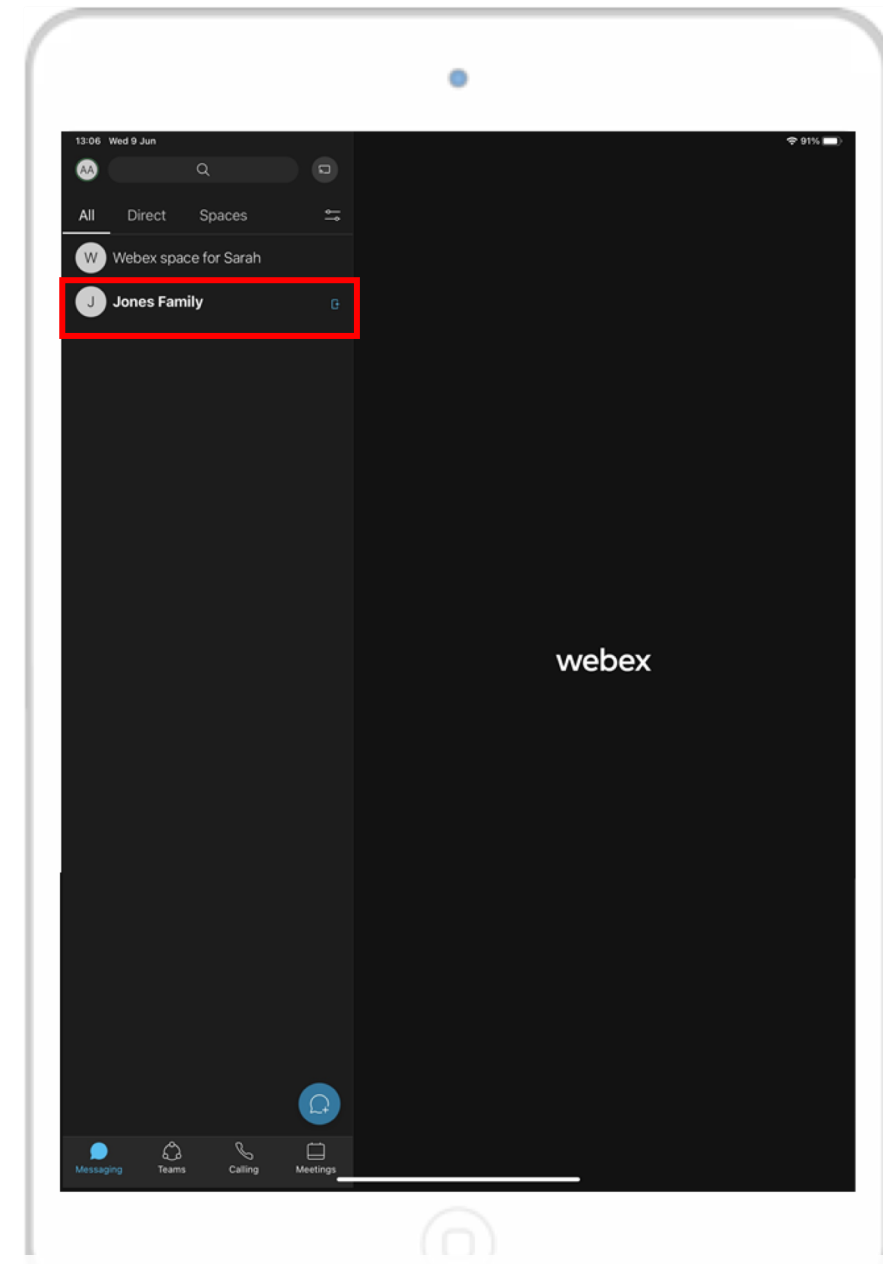 13:06 Wed 9 Jun
91%
AA
All Direct Spaces
W Webex space for Sarah
J Jones Family
webex
Messaging Teams Calling Meetings